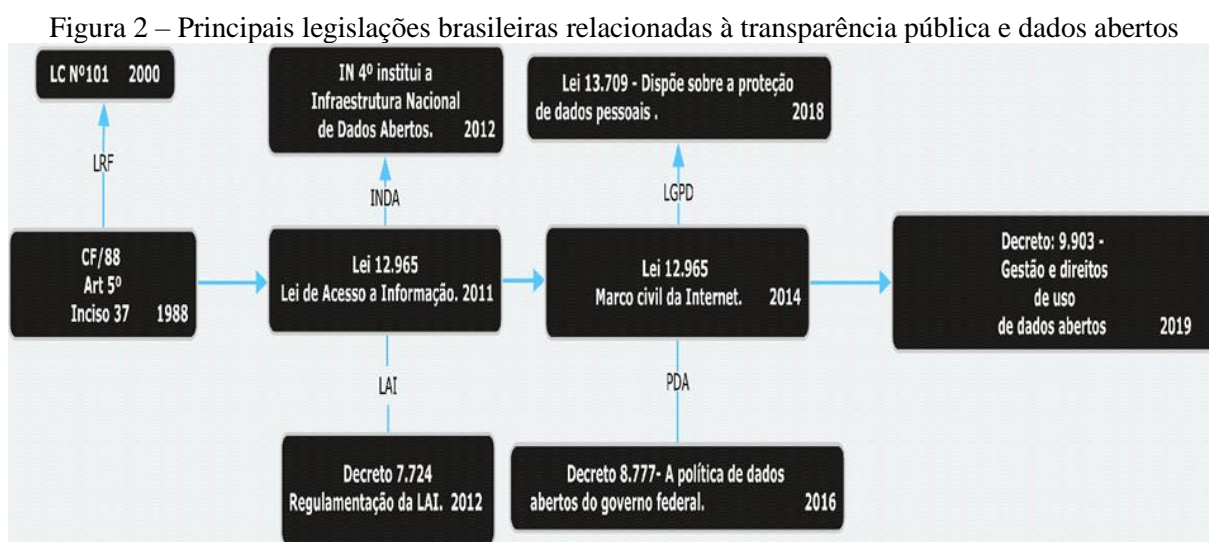 Figura 2 – Principais legislações brasileiras relacionadas à transparência pública e dados abertos
LC Nº101 2000
IN 4º institui a
Infraestrutura Nacional
de Dados Abertos. 2012
Lei 13.709 - Dispõe sobre a proteção
de dados pessoais . 2018
LRF
INDA
LGPD
CF/88
Art 5º
Inciso 37 1988
Lei 12.965
Lei de Acesso a Informação. 2011
Lei 12.965
Marco civil da Internet. 2014
Decreto: 9.903 -
Gestão e direitos
de uso
de dados abertos 2019
LAI
PDA
Decreto 7.724
Regulamentação da LAI. 2012
Decreto 8.777- A política de dados
abertos do governo federal. 2016